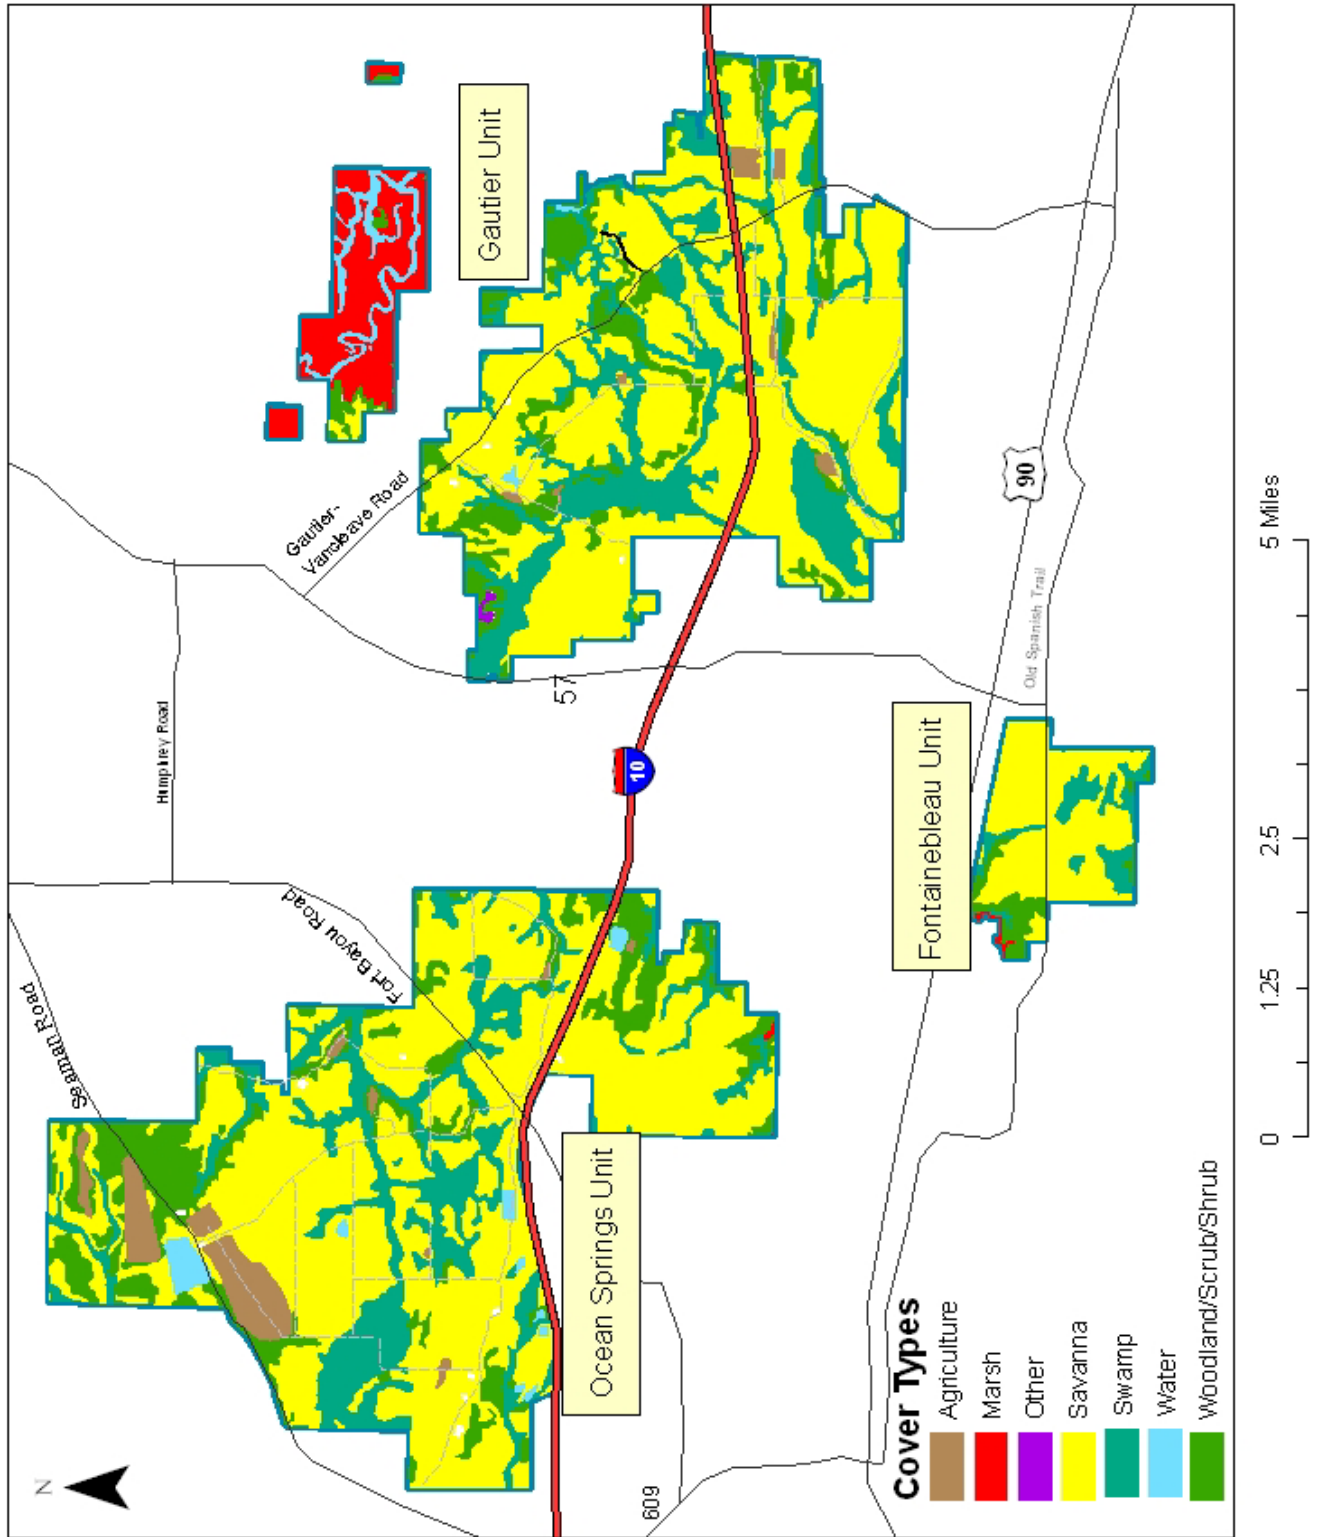 N
Seaman Road
Humphrey Road
Fort Bayou Road
Gautier-
Vancleave Road
Gautier Unit
57
10
Ocean Springs Unit
Fontainebleau Unit
90
Old Spanish Trail
609
Cover Types
Agriculture
Marsh
Other
Savanna
Swamp
Water
Woodland/Scrub/Shrub
0 1.25 2.5 5 Miles